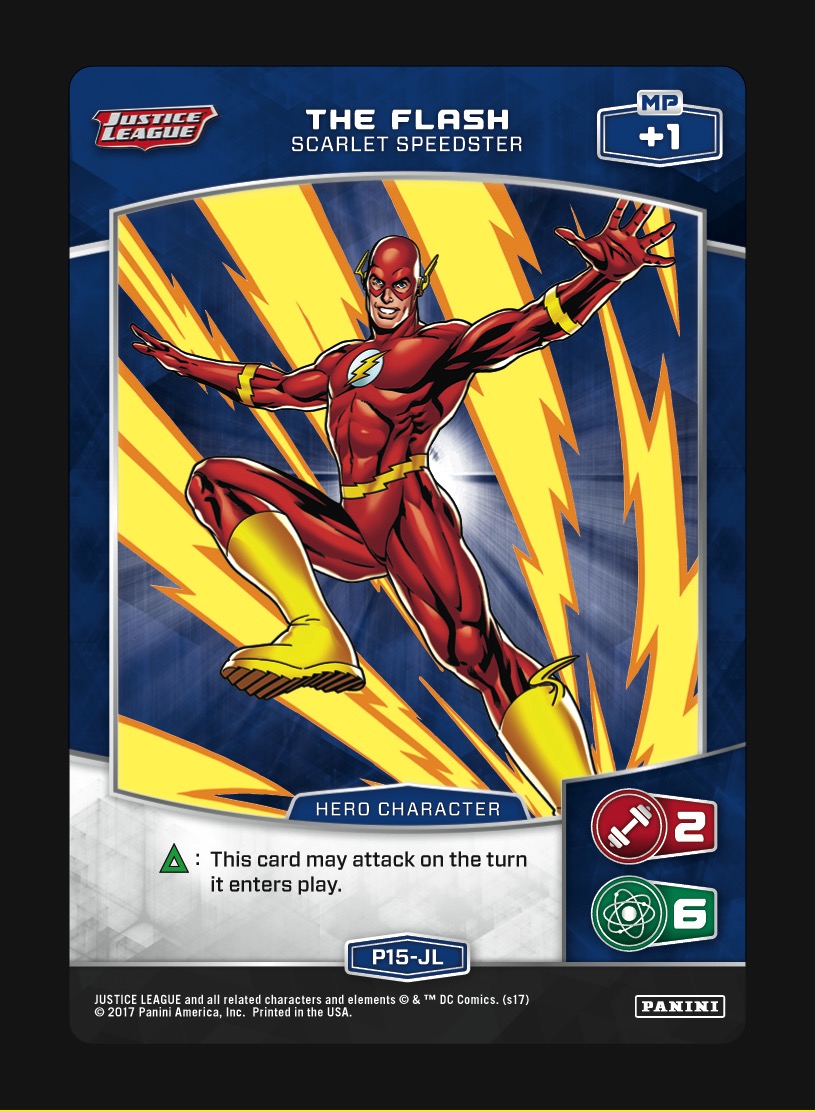 JUSTICE
LEAGUE
THE FLASH
SCARLET SPEEDSTER
MP
+1
HERO CHARACTER
: This card may attack on the turn
it enters play.
2
6
P15-JL
JUSTICE LEAGUE and all related characters and elements © & ™ DC Comics. (s17)
© 2017 Panini America, Inc. Printed in the USA.
PANINI